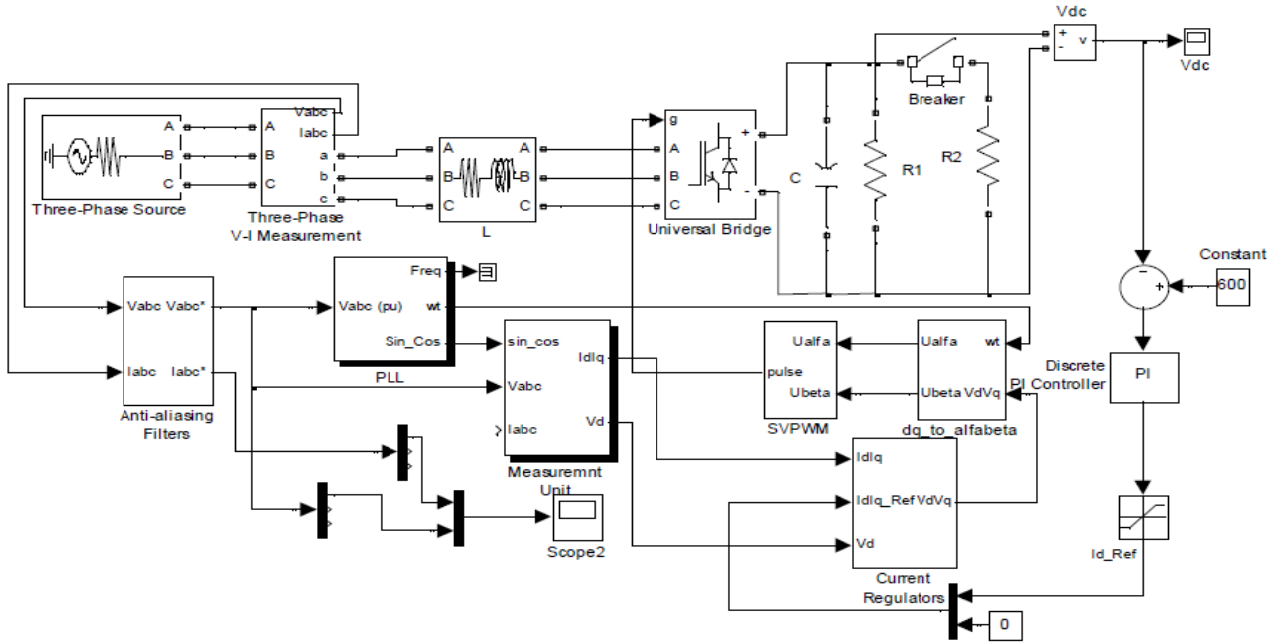 Vdc
Vdc
Breaker
R1
R2
C
Vabc
Iabc
A
B
C
A
B
C
a
b
c
Three-Phase Source
Three-Phase
V-I Measurement
A
B
C
A
B
C
L
g
A
B
C
+
-
Universal Bridge
+
-
v
Constant
600
-
+
Vabc
Vabc*
Iabc
Iabc*
Anti-aliasing
Filters
Vabc (pu)
Freq
wt
Sin_Cos
PLL
sin_cos
Vabc
Iabc
IdIq
Vd
Measuremnt
Unit
Ualfa
pulse
Ubeta
SVPWM
Ualfa
wt
Ubeta
VdVq
dq_to_alfabeta
Discrete
PI Controller
PI
IdIq
IdIq_Ref
VdVq
Vd
Current
Regulators
Id_Ref
0
Scope2